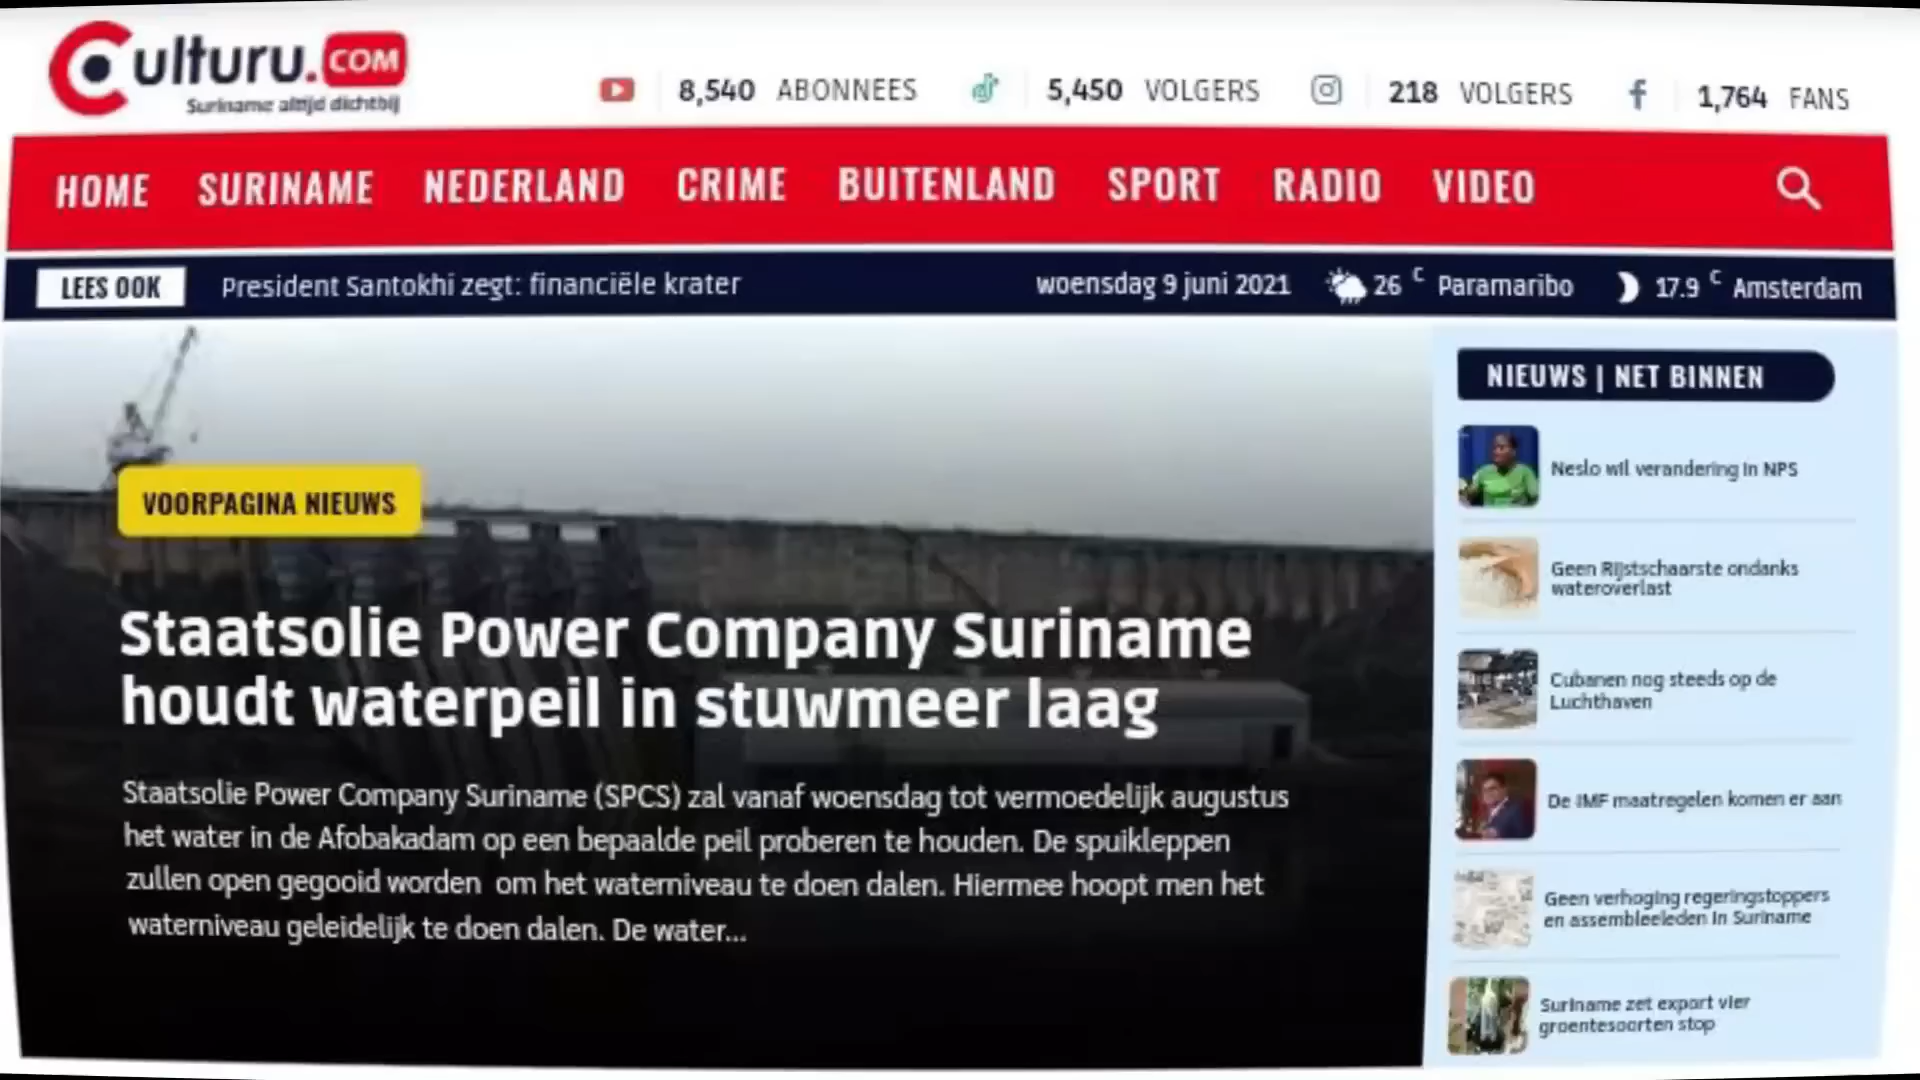 Culturu.COM
Suriname altijd dichtbij
8,540 ABONNEES 5,450 VOLGERS 218 VOLGERS 1,764 FANS
HOME SURINAME NEDERLAND CRIME BUITENLAND SPORT RADIO VIDEO
LEES OOK President Santokhi zegt: financiële krater woensdag 9 juni 2021 26 C Paramaribo 17.9 C Amsterdam
VOORPAGINA NIEUWS
Staatsolie Power Company Suriname
houdt waterpeil in stuwmeer laag
Staatsolie Power Company Suriname (SPCS) zal vanaf woensdag tot vermoedelijk augustus
het water in de Afobakadam op een bepaalde peil proberen te houden. De spuikleppen
zullen open gegooid worden om het waterniveau te doen dalen. Hiermee hoopt men het
waterniveau geleidelijk te doen dalen. De water...
NIEUWS | NET BINNEN
Neslo wil verandering in NPS
Geen Rijstschaarste ondanks
wateroverlast
Cubanen nog steeds op de
Luchthaven
De IMF maatregelen komen er aan
Geen verhoging regeringstoppers
en assembleeleden in Suriname
Suriname zet export vier
groentesoorten stop